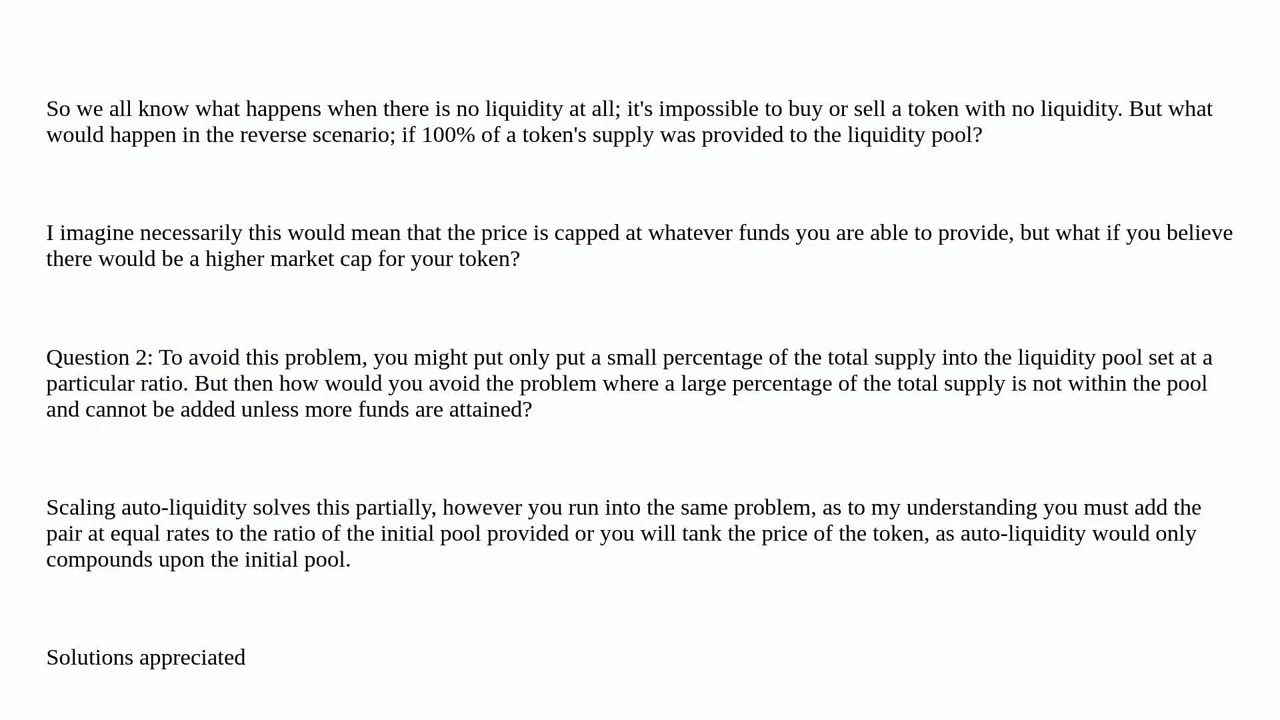 So we all know what happens when there is no liquidity at all; it's impossible to buy or sell a token with no liquidity. But what
would happen in the reverse scenario; if 100% of a token's supply was provided to the liquidity pool?
I imagine necessarily this would mean that the price is capped at whatever funds you are able to provide, but what if you believe
there would be a higher market cap for your token?
Question 2: To avoid this problem, you might put only put a small percentage of the total supply into the liquidity pool set at a
particular ratio. But then how would you avoid the problem where a large percentage of the total supply is not within the pool
and cannot be added unless more funds are attained?
Scaling auto-liquidity solves this partially, however you run into the same problem, as to my understanding you must add the
pair at equal rates to the ratio of the initial pool provided or you will tank the price of the token, as auto-liquidity would only
compounds upon the initial pool.
Solutions appreciated